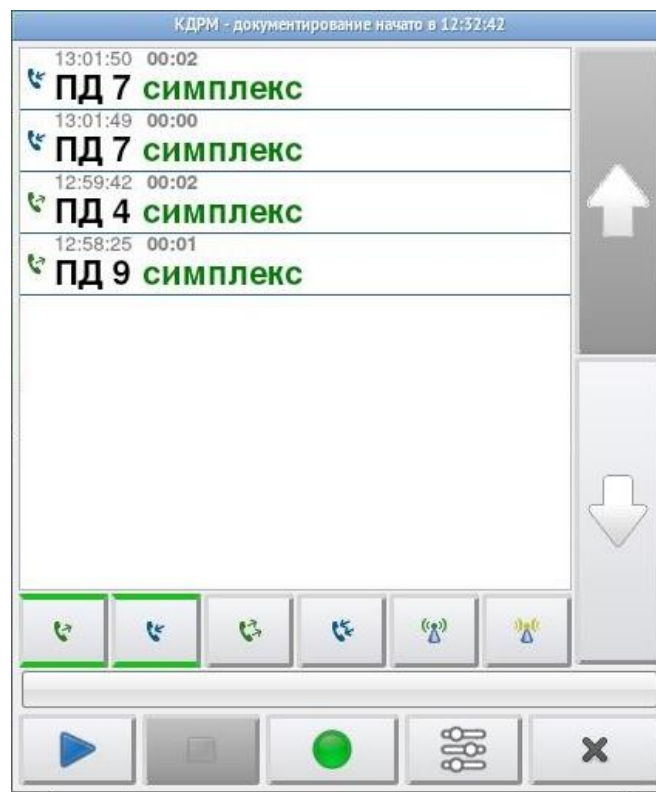 КДРМ - документирование начато в 12:32:42
13:01:50 00:02
ПД 7 симплекс
13:01:49 00:00
ПД 7 симплекс
12:59:42 00:02
ПД 4 симплекс
12:58:25 00:01
ПД 9 симплекс